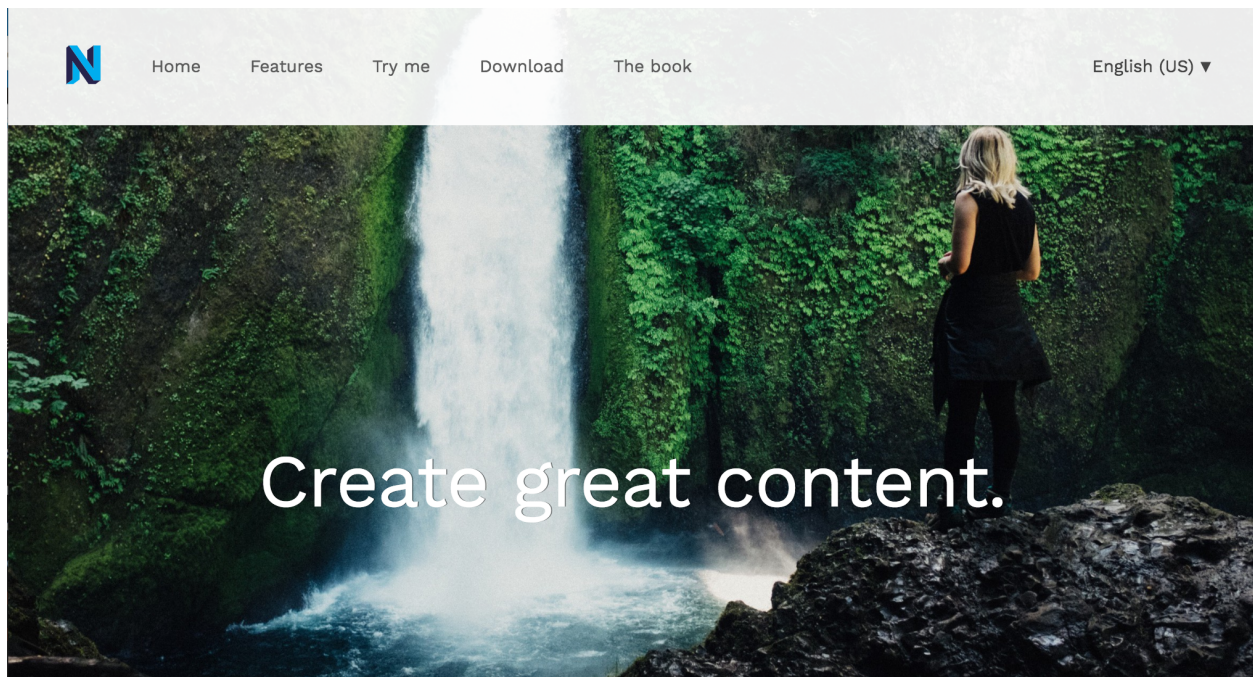 Home Features Try me Download The book English (US) ▼
Create great content.